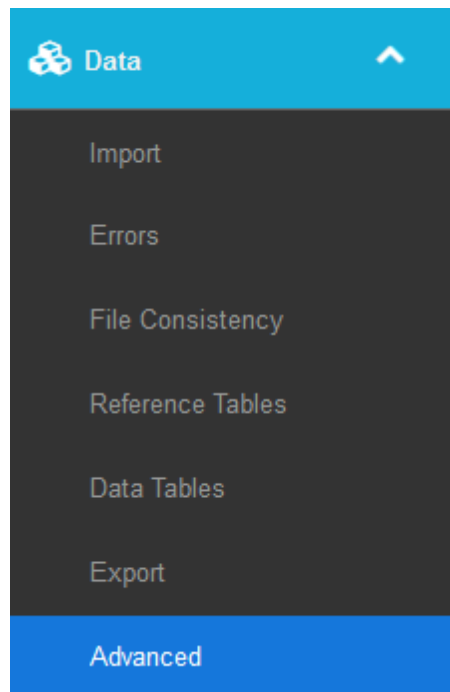 Data
Import
Errors
File Consistency
Reference Tables
Data Tables
Export
Advanced